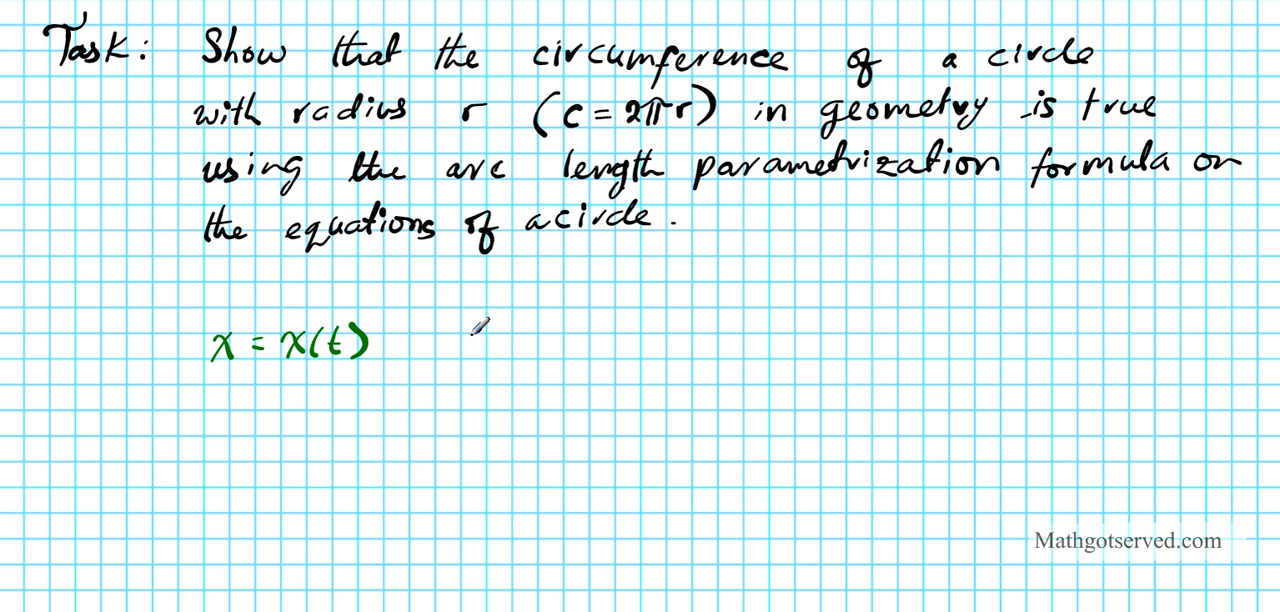 Task: Show that the circumference of a circle
with radius r (C = 2πr) in geometry is true
using the arc length parametrization formula on
the equations of a circle.
x = x(t)
Mathgotserved.com